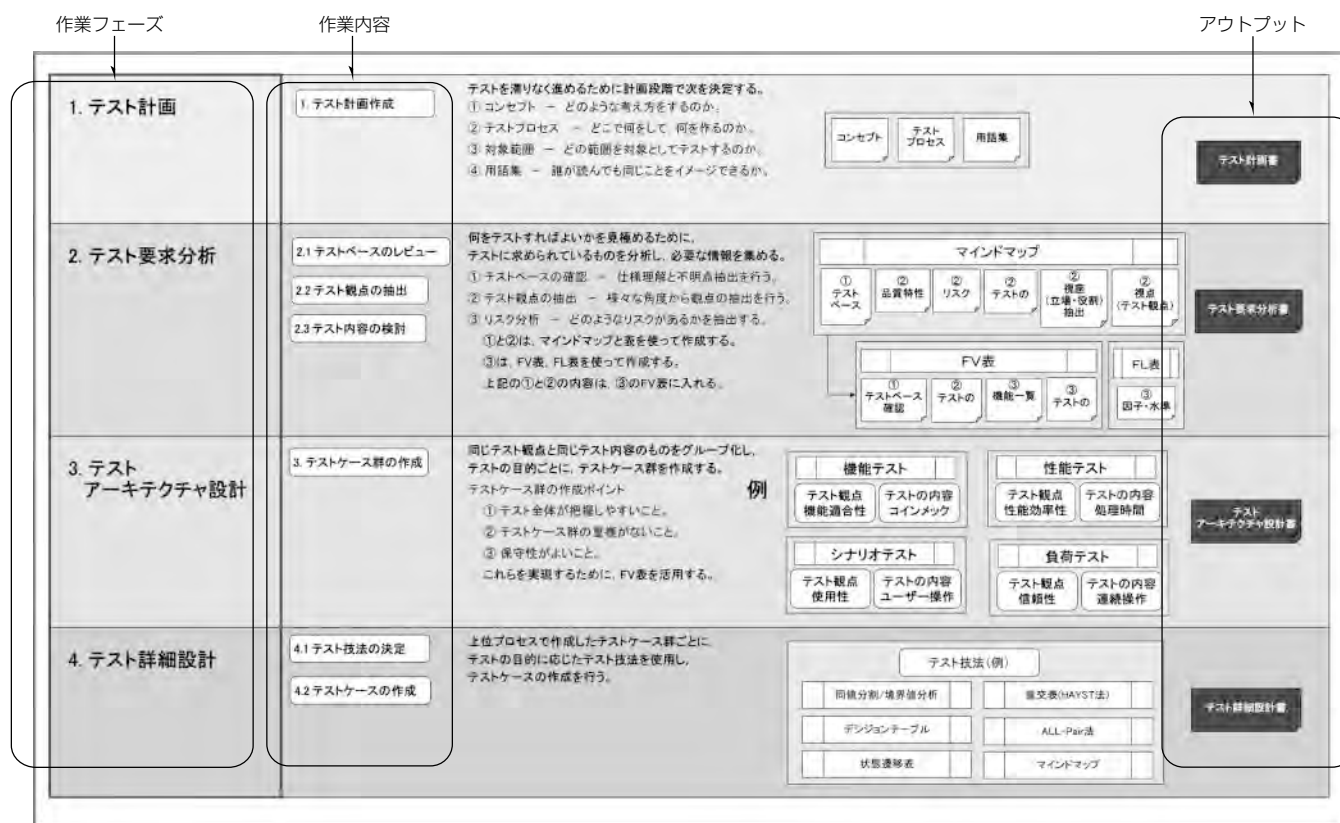 作業フェーズ
作業内容
アウトプット
1. テスト計画
1. テスト計画作成
テストを滞りなく進めるために計画段階で次を決定する。
① コンセプト － どのような考え方をするのか。
② テストプロセス － どこで何をして、何を作るのか。
③ 対象範囲 － どの範囲を対象としてテストするのか。
④ 用語集 － 誰が読んでも同じことをイメージできるか。
コンセプト
テスト
プロセス
用語集
テスト計画書
2. テスト要求分析
2.1 テストベースのレビュー
2.2 テスト観点の抽出
2.3 テスト内容の検討
何をテストすればよいかを見極めるために、
テストに求められているものを分析し、必要な情報を集める。
① テストベースの確認 － 仕様理解と不明点抽出を行う。
② テスト観点の抽出 － 様々な角度から観点の抽出を行う。
③ リスク分析 － どのようなリスクがあるかを抽出する。
①と②は、マインドマップと表を使って作成する。
③は、FV表、FL表を使って作成する。
上記の①と②の内容は、③のFV表に入れる。
マインドマップ
①
テスト
ベース
②
品質特性
②
リスク
②
テストの
②
視座
(立場・役割)
抽出
②
視点
(テスト観点)
FV表
①
テストベース
確認
②
テストの
③
機能一覧
③
テストの
FL表
③
因子・水準
テスト要求分析書
3. テスト
アーキテクチャ設計
3. テストケース群の作成
同じテスト観点と同じテスト内容のものをグループ化し、
テストの目的ごとに、テストケース群を作成する。
テストケース群の作成ポイント
① テスト全体が把握しやすいこと。
② テストケース群の重複がないこと。
③ 保守性がよいこと。
これらを実現するために、FV表を活用する。
例
機能テスト
テスト観点
機能適合性
テストの内容
コインメック
性能テスト
テスト観点
性能効率性
テストの内容
処理時間
シナリオテスト
テスト観点
使用性
テストの内容
ユーザー操作
負荷テスト
テスト観点
信頼性
テストの内容
連続操作
テスト
アーキテクチャ設計書
4. テスト詳細設計
4.1 テスト技法の決定
4.2 テストケースの作成
上位プロセスで作成したテストケース群ごとに
テストの目的に応じたテスト技法を使用し、
テストケースの作成を行う。
テスト技法(例)
同値分割/境界値分析
直交表(HAYST法)
デシジョンテーブル
ALL-Pair法
状態遷移表
マインドマップ
テスト詳細設計書